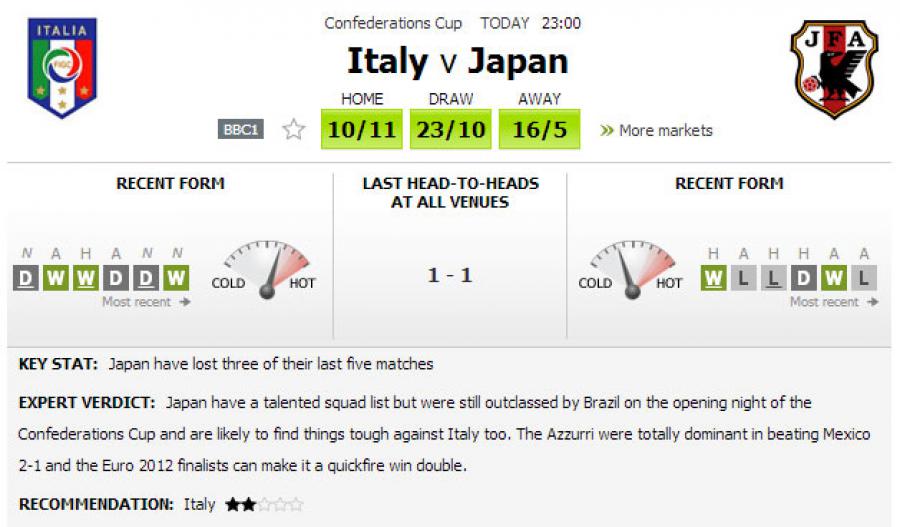 ITALIA
FIGC
Confederations Cup TODAY 23:00
Italy v Japan
JFA
HOME DRAW AWAY
BBC1 10/11 23/10 16/5 » More markets
RECENT FORM
N A H A N N
D W W D D W
Most recent
COLD HOT
LAST HEAD-TO-HEADS
AT ALL VENUES
1 - 1
RECENT FORM
COLD HOT
H A H H A A
W L L D W L
Most recent
KEY STAT: Japan have lost three of their last five matches
EXPERT VERDICT: Japan have a talented squad list but were still outclassed by Brazil on the opening night of the
Confederations Cup and are likely to find things tough against Italy too. The Azzurri were totally dominant in beating Mexico
2-1 and the Euro 2012 finalists can make it a quickfire win double.
RECOMMENDATION: Italy